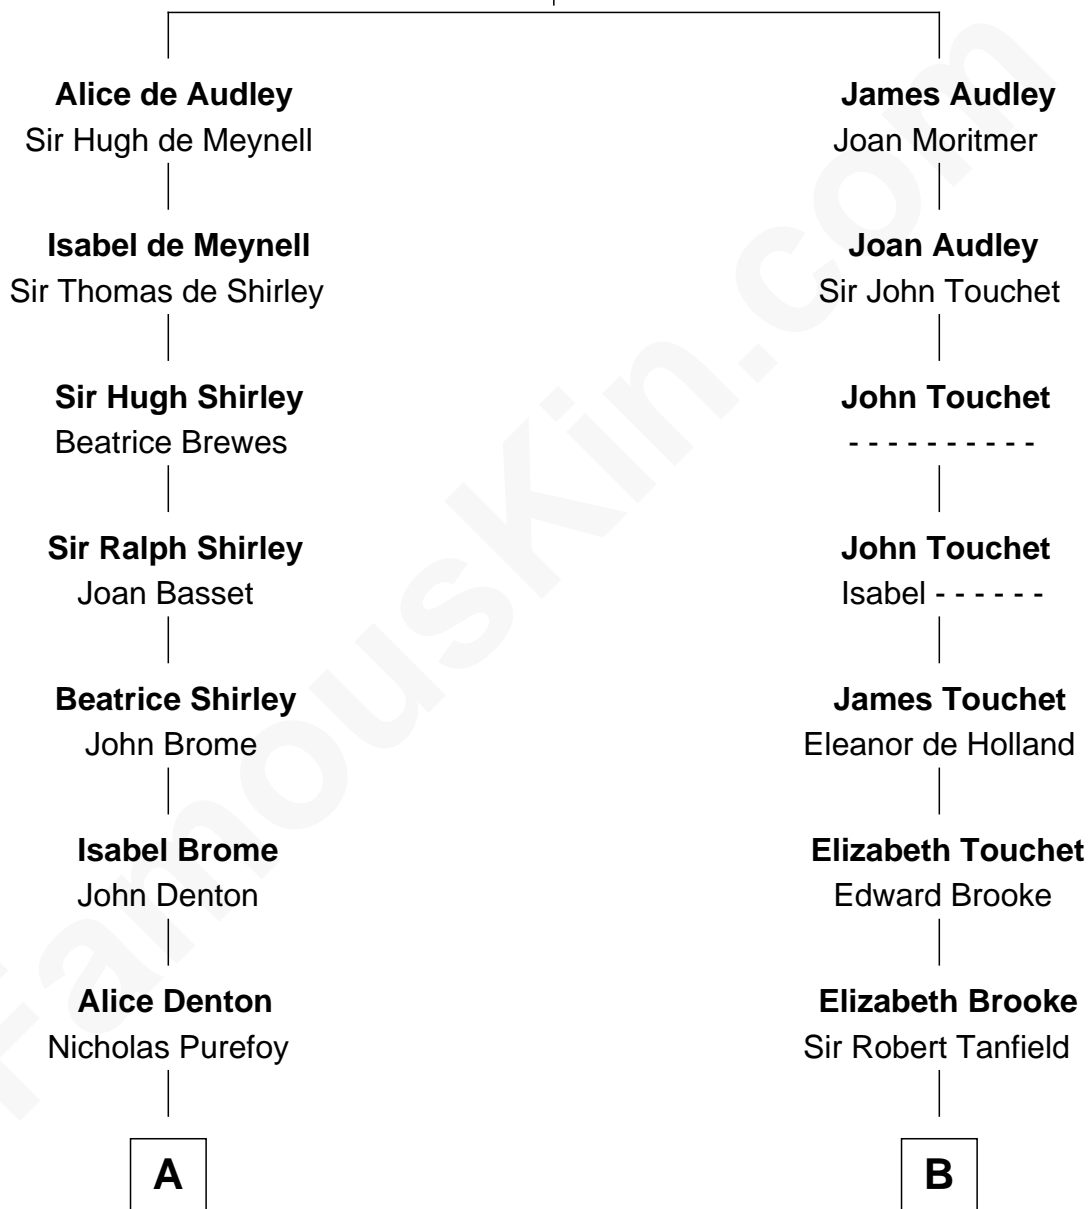 Alice de Audley
Sir Hugh de Meynell
Isabel de Meynell
Sir Thomas de Shirley
Sir Hugh Shirley
Beatrice Brewes
Sir Ralph Shirley
Joan Basset
Beatrice Shirley
John Brome
Isabel Brome
John Denton
Alice Denton
Nicholas Purefoy
A
James Audley
Joan Moritmer
Joan Audley
Sir John Touchet
John Touchet
- - - - - - - - - -
John Touchet
Isabel - - - - - -
James Touchet
Eleanor de Holland
Elizabeth Touchet
Edward Brooke
Elizabeth Brooke
Sir Robert Tanfield
B
FamousKin.com